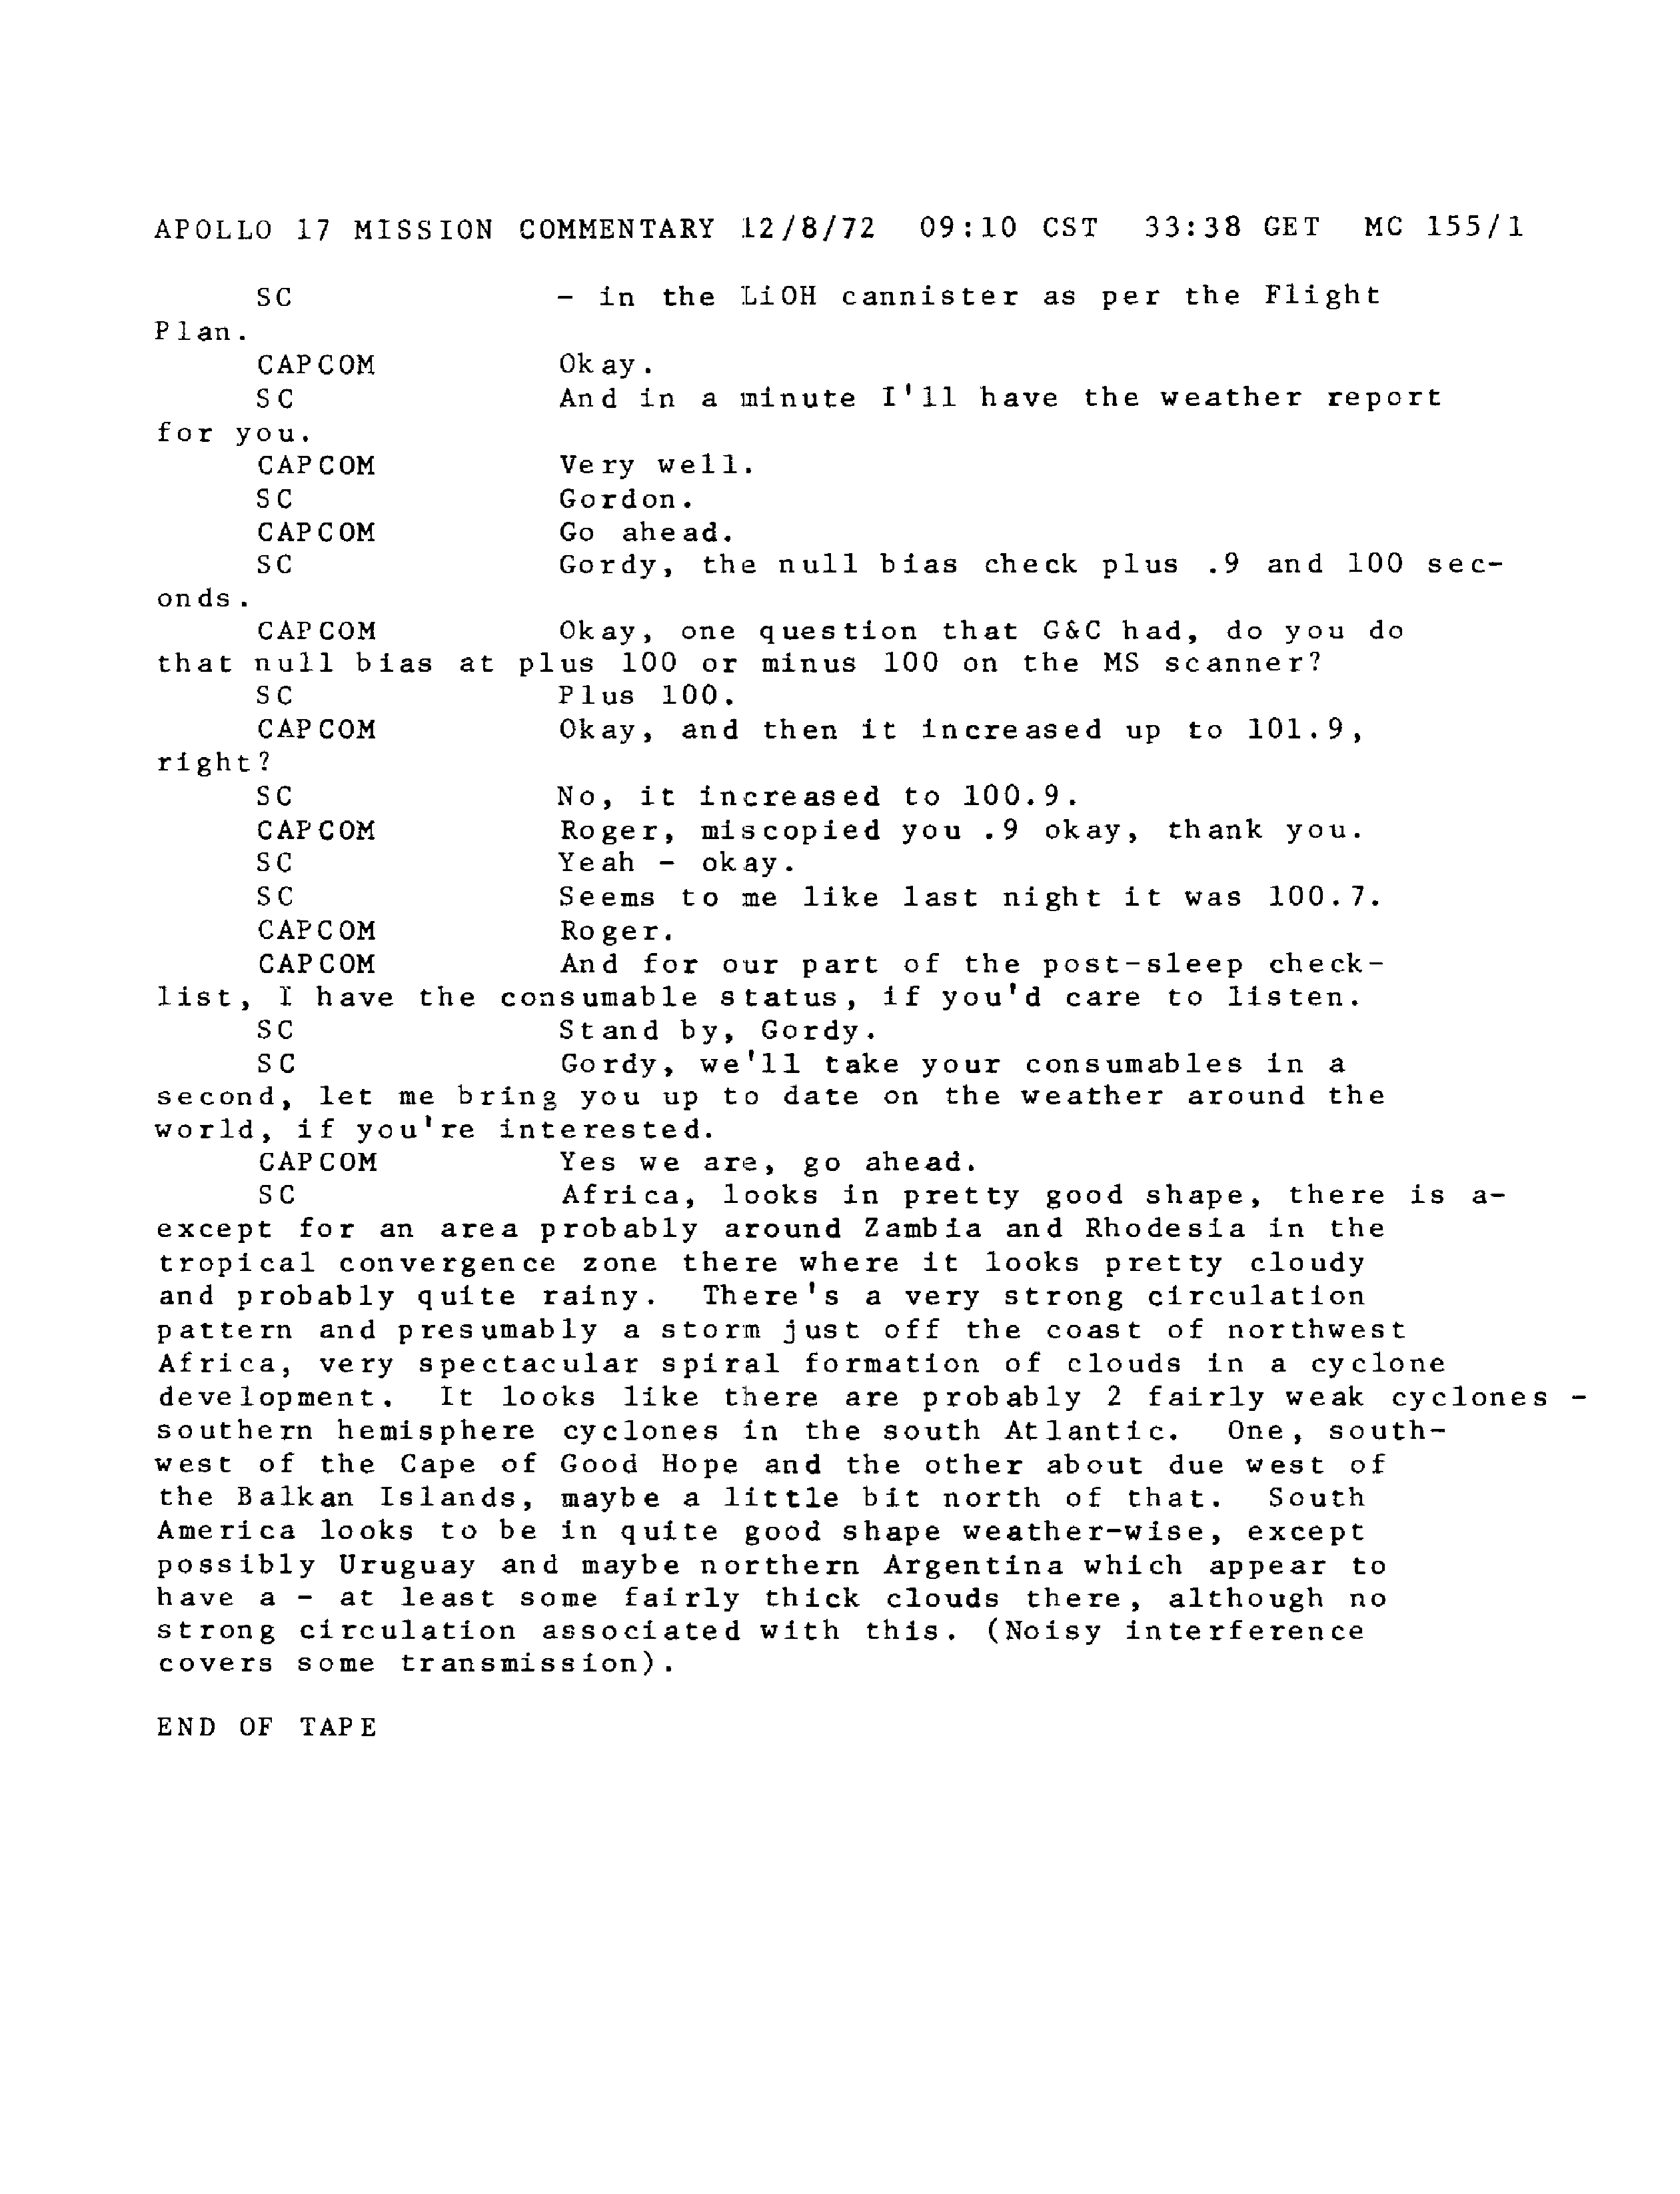 APOLLO 17 MISSION COMMENTARY 12/8/72 09:10 CST 33:38 GET MC 155/1
SC - in the LiOH cannister as per the Flight
Plan.
CAPCOM Okay.
SC And in a minute I'll have the weather report
for you.
CAPCOM Very well.
SC Gordon.
CAPCOM Go ahead.
SC Gordy, the null bias check plus .9 and 100 sec-
onds.
CAPCOM Okay, one question that G&C had, do you do
that null bias at plus 100 or minus 100 on the MS scanner?
SC Plus 100.
CAPCOM Okay, and then it increased up to 101.9,
right?
SC No, it increased to 100.9.
CAPCOM Roger, miscopied you .9 okay, thank you.
SC Yeah - okay.
SC Seems to me like last night it was 100.7.
CAPCOM Roger.
CAPCOM And for our part of the post-sleep check-
list, I have the consumable status, if you'd care to listen.
SC Stand by, Gordy.
SC Gordy, we'll take your consumables in a
second, let me bring you up to date on the weather around the
world, if you're interested.
CAPCOM Yes we are, go ahead.
SC Africa, looks in pretty good shape, there is a-
except for an area probably around Zambia and Rhodesia in the
tropical convergence zone there where it looks pretty cloudy
and probably quite rainy. There's a very strong circulation
pattern and presumably a storm just off the coast of northwest
Africa, very spectacular spiral formation of clouds in a cyclone
development. It looks like there are probably 2 fairly weak cyclones -
southern hemisphere cyclones in the south Atlantic. One, south-
west of the Cape of Good Hope and the other about due west of
the Balkan Islands, maybe a little bit north of that. South
America looks to be in quite good shape weather-wise, except
possibly Uruguay and maybe northern Argentina which appear to
have a - at least some fairly thick clouds there, although no
strong circulation associated with this. (Noisy interference
covers some transmission).
END OF TAPE